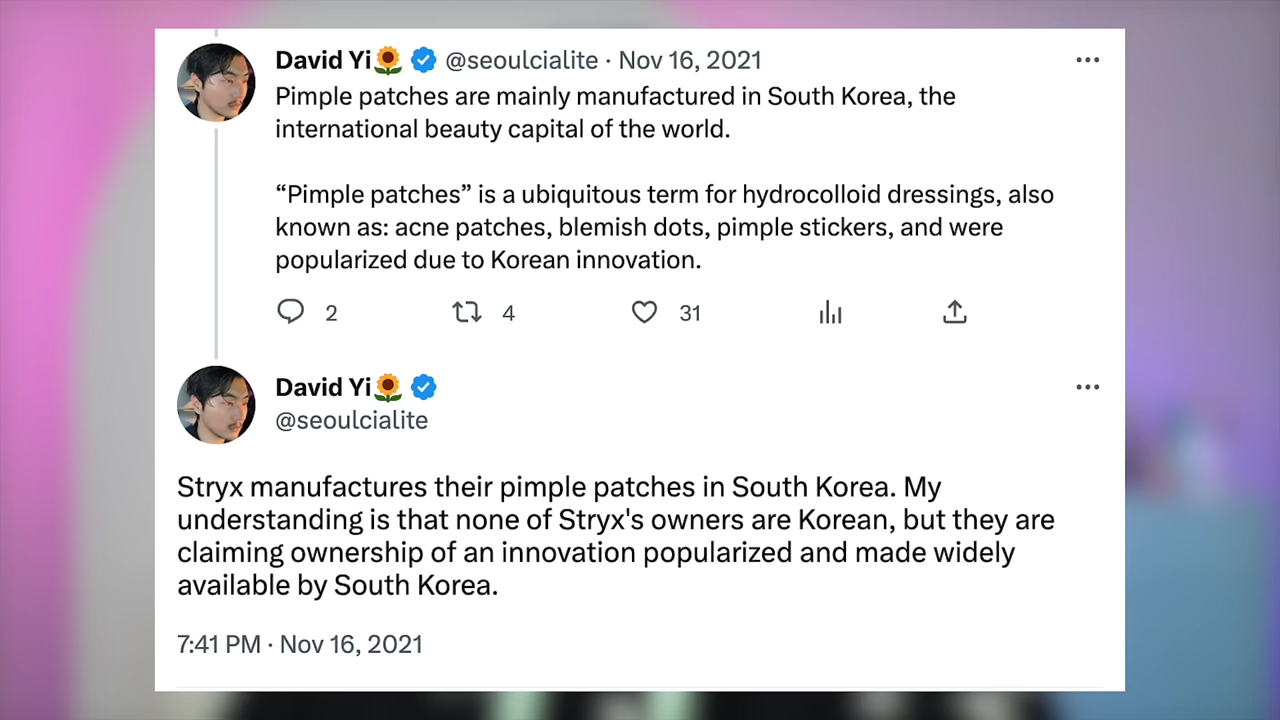 David Yi🌻 @seoulcialite · Nov 16, 2021
Pimple patches are mainly manufactured in South Korea, the
international beauty capital of the world.
“Pimple patches” is a ubiquitous term for hydrocolloid dressings, also
known as: acne patches, blemish dots, pimple stickers, and were
popularized due to Korean innovation.
2 4 31
David Yi🌻
@seoulcialite
Stryx manufactures their pimple patches in South Korea. My
understanding is that none of Stryx's owners are Korean, but they are
claiming ownership of an innovation popularized and made widely
available by South Korea.
7:41 PM · Nov 16, 2021